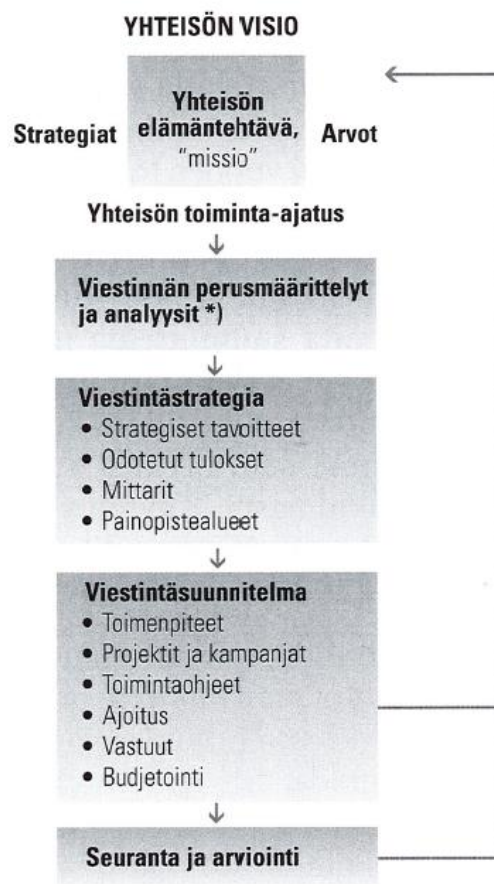 YHTEISÖN VISIO
Yhteisön
elämäntehtävä,
"missio"
Strategiat
Arvot
Yhteisön toiminta-ajatus
Viestinnän perusmäärittelyt
ja analyysit *)
Viestintästrategia
• Strategiset tavoitteet
• Odotetut tulokset
• Mittarit
• Painopistealueet
Viestintäsuunnitelma
• Toimenpiteet
• Projektit ja kampanjat
• Toimintaohjeet
• Ajoitus
• Vastuut
• Budjetointi
Seuranta ja arviointi